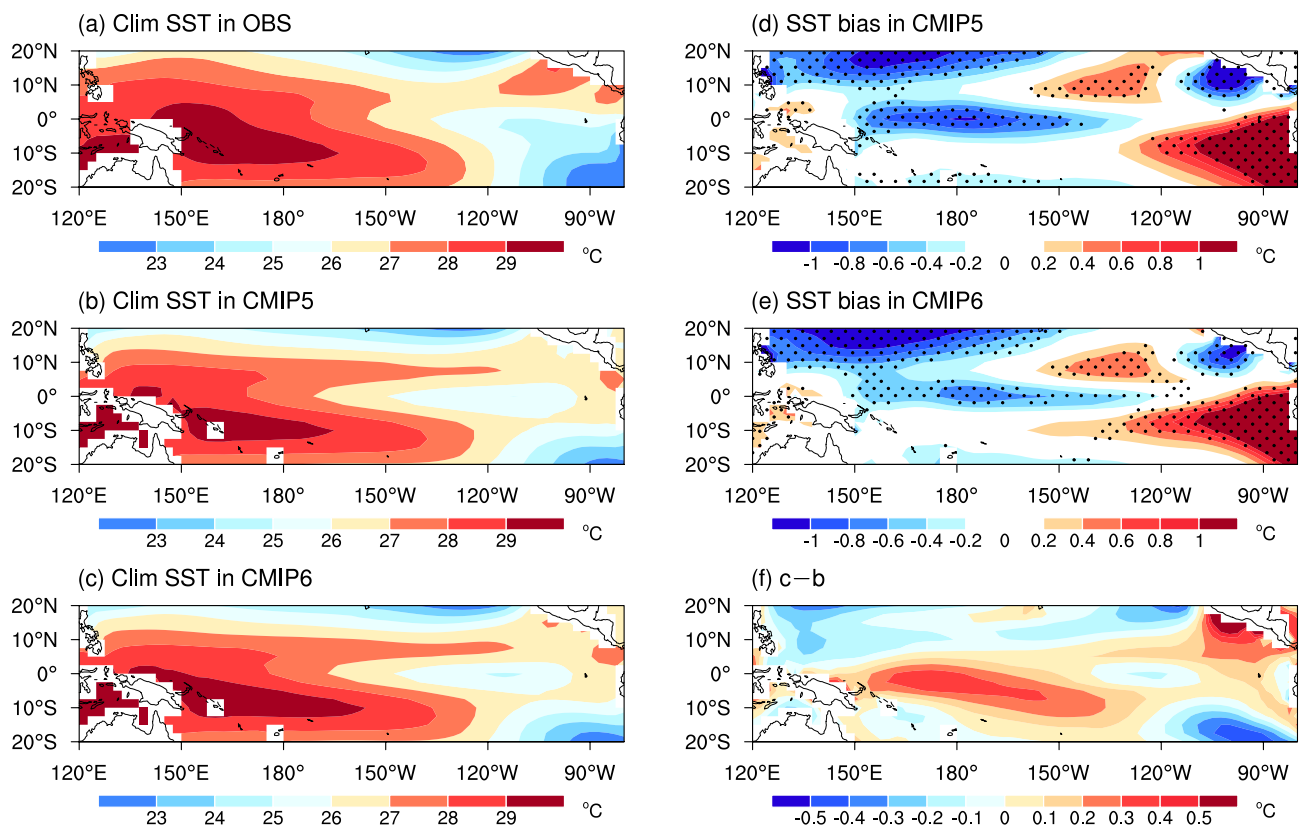 (a) Clim SST in OBS
20°N
10°N
0°
10°S
20°S
120°E 150°E 180° 150°W 120°W 90°W
23 24 25 26 27 28 29 °C
(b) Clim SST in CMIP5
20°N
10°N
0°
10°S
20°S
120°E 150°E 180° 150°W 120°W 90°W
23 24 25 26 27 28 29 °C
(c) Clim SST in CMIP6
20°N
10°N
0°
10°S
20°S
120°E 150°E 180° 150°W 120°W 90°W
23 24 25 26 27 28 29 °C
(d) SST bias in CMIP5
20°N
10°N
0°
10°S
20°S
120°E 150°E 180° 150°W 120°W 90°W
-1 -0.8 -0.6 -0.4 -0.2 0 0.2 0.4 0.6 0.8 1 °C
(e) SST bias in CMIP6
20°N
10°N
0°
10°S
20°S
120°E 150°E 180° 150°W 120°W 90°W
-1 -0.8 -0.6 -0.4 -0.2 0 0.2 0.4 0.6 0.8 1 °C
(f) c−b
20°N
10°N
0°
10°S
20°S
120°E 150°E 180° 150°W 120°W 90°W
-0.5 -0.4 -0.3 -0.2 -0.1 0 0.1 0.2 0.3 0.4 0.5 °C